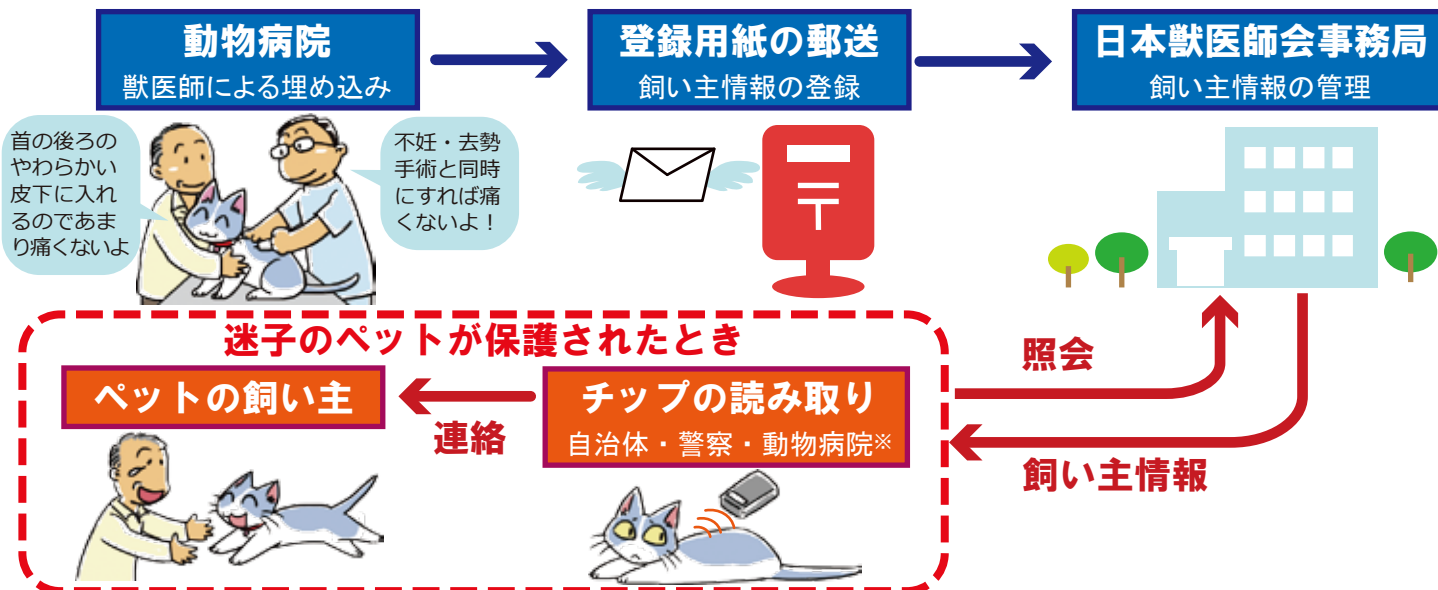 動物病院
獣医師による埋め込み
登録用紙の郵送
飼い主情報の登録
日本獣医師会事務局
飼い主情報の管理
首の後ろの
やわらかい
皮下に入れ
るのであま
り痛くないよ
不妊・去勢
手術と同時
にすれば痛
くないよ！
〒
迷子のペットが保護されたとき
ペットの飼い主
連絡
チップの読み取り
自治体・警察・動物病院※
照会
飼い主情報